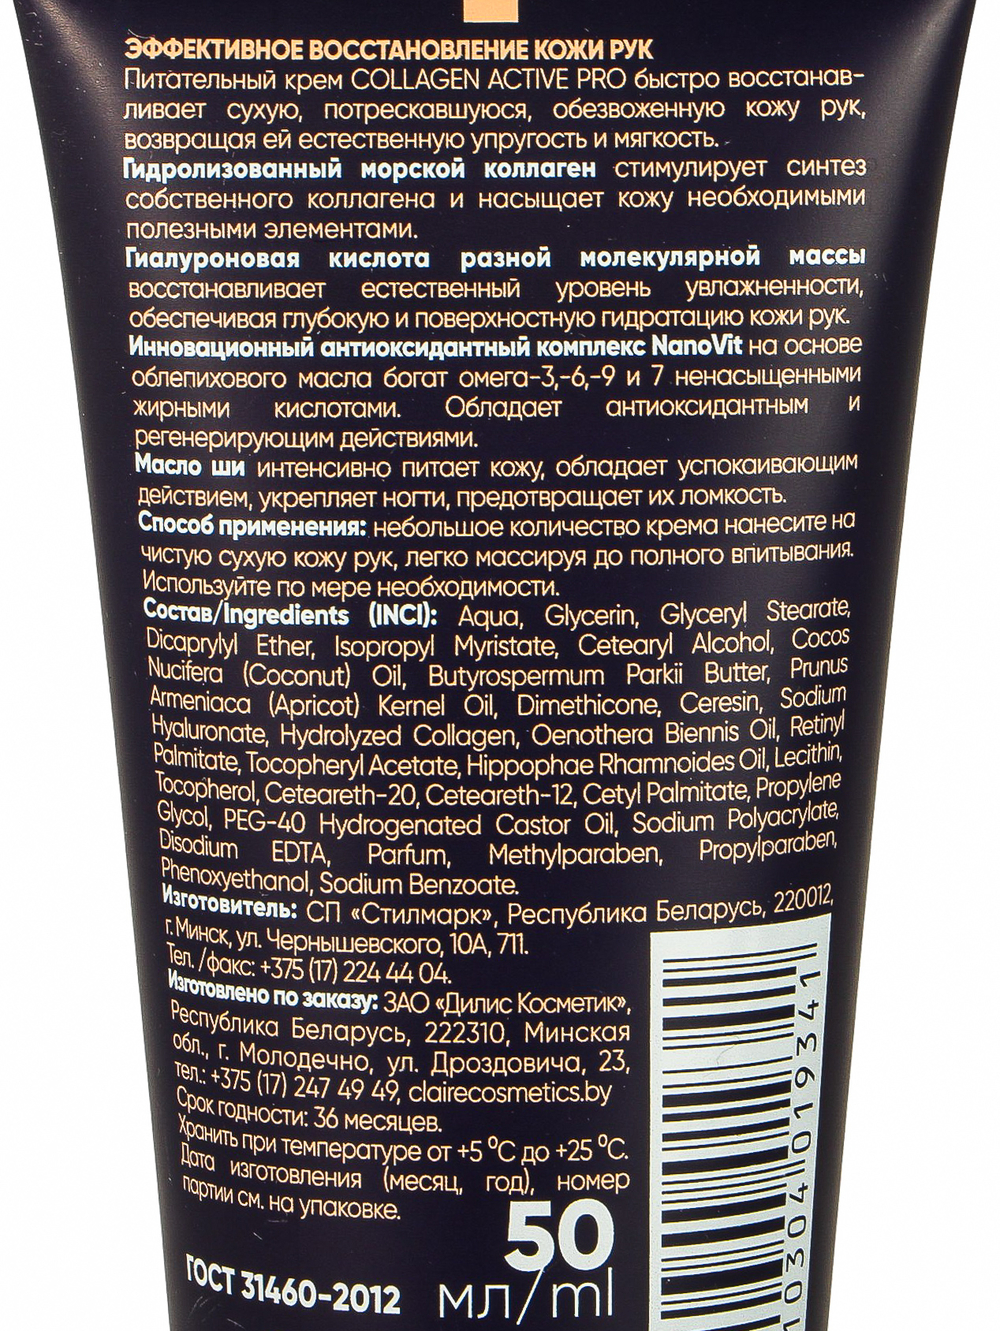 ЭФФЕКТИВНОЕ ВОССТАНОВЛЕНИЕ КОЖИ РУК
Питательный крем COLLAGEN ACTIVE PRO быстро восстанав-
ливает сухую, потрескавшуюся, обезвоженную кожу рук,
возвращая ей естественную упругость и мягкость.
Гидролизованный морской коллаген стимулирует синтез
собственного коллагена и насыщает кожу необходимыми
полезными элементами.
Гиалуроновая кислота разной молекулярной массы
восстанавливает естественный уровень увлажненности,
обеспечивая глубокую и поверхностную гидратацию кожи рук.
Инновационный антиоксидантный комплекс NanoVit на основе
облепихового масла богат омега-3,-6,-9 и 7 ненасыщенными
жирными кислотами. Обладает антиоксидантным и
регенерирующим действиями.
Масло ши интенсивно питает кожу, обладает успокаивающим
действием, укрепляет ногти, предотвращает их ломкость.
Способ применения: небольшое количество крема нанесите на
чистую сухую кожу рук, легко массируя до полного впитывания.
Используйте по мере необходимости.
Состав/Ingredients (INCI): Aqua, Glycerin, Glyceryl Stearate,
Dicaprylyl Ether, Isopropyl Myristate, Cetearyl Alcohol, Cocos
Nucifera (Coconut) Oil, Butyrospermum Parkii Butter, Prunus
Armeniaca (Apricot) Kernel Oil, Dimethicone, Ceresin, Sodium
Hyaluronate, Hydrolyzed Collagen, Oenothera Biennis Oil, Retinyl
Palmitate, Tocopheryl Acetate, Hippophae Rhamnoides Oil, Lecithin,
Tocopherol, Ceteareth-20, Ceteareth-12, Cetyl Palmitate, Propylene
Glycol, PEG-40 Hydrogenated Castor Oil, Sodium Polyacrylate,
Disodium EDTA, Parfum, Methylparaben, Propylparaben,
Phenoxyethanol, Sodium Benzoate.
Изготовитель: СП «Стилмарк», Республика Беларусь, 220012,
г. Минск, ул. Чернышевского, 10А, 711.
Тел. /факс: +375 (17) 224 44 04.
Изготовлено по заказу: ЗАО «Дилис Косметик»,
Республика Беларусь, 222310, Минская
обл., г. Молодечно, ул. Дроздовича, 23,
тел.: +375 (17) 247 49 49, clairecosmetics.by
Срок годности: 36 месяцев.
Хранить при температуре от +5 °C до +25 °C.
Дата изготовления (месяц, год), номер
партии см. на упаковке.
50
мл/ml
ГОСТ 31460-2012
10304019341